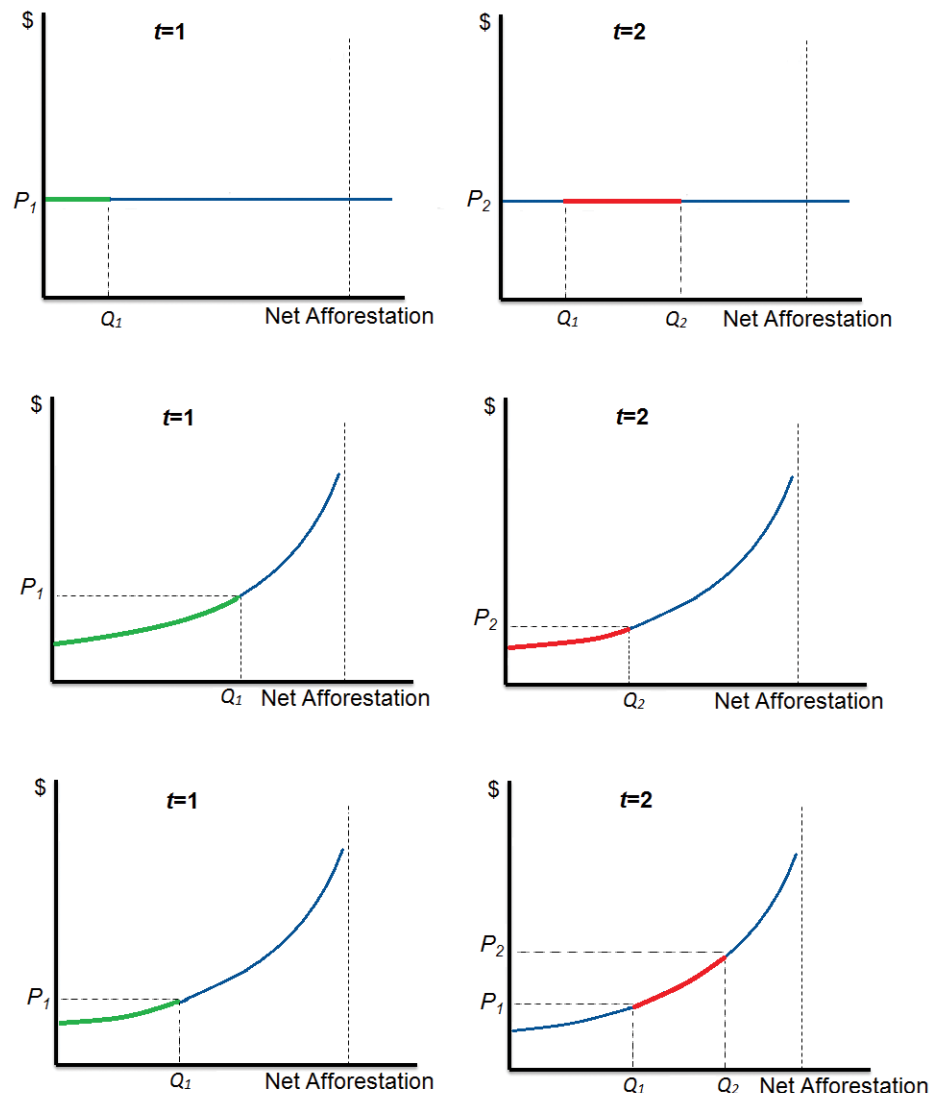 $ t=1
P1
Q1 Net Afforestation
$ t=2
P2
Q1 Q2 Net Afforestation
$ t=1
P1
Q1 Net Afforestation
$ t=2
P2
Q2 Net Afforestation
$ t=1
P1
Q1 Net Afforestation
$ t=2
P2
P1
Q1 Q2 Net Afforestation